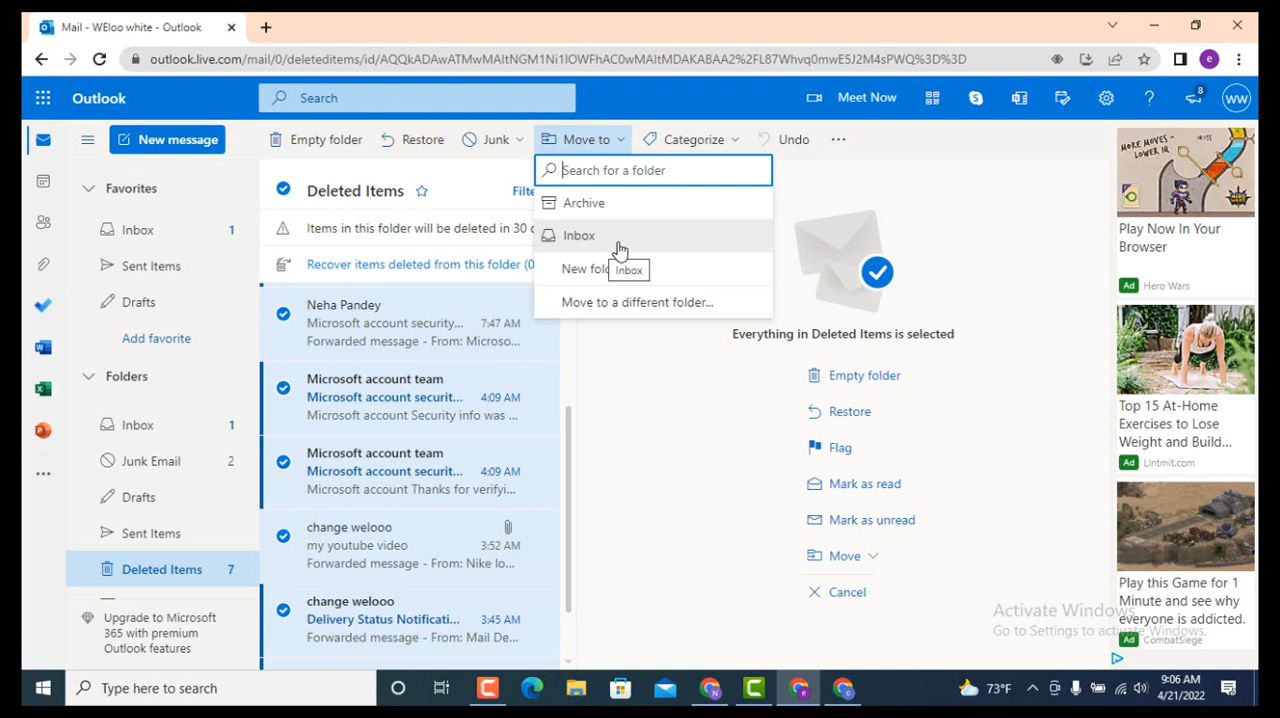 Mail - WEloo white - Outlook
outlook.live.com/mail/0/deleteditems/id/AQQkADAwATMwMAItNGM1Ni1lOWFhAC0wMAItMDAKABAA2%2FL87Whvq0mwE5J2M4sPWQ%3D%3D
e
Outlook
Search
Meet Now
8
WW
New message
Empty folder
Restore
Junk
Move to
Categorize
Undo
Favorites
Inbox 1
Sent Items
Drafts
Add favorite
Folders
Inbox 1
Junk Email 2
Drafts
Sent Items
Deleted Items 7
Upgrade to Microsoft
365 with premium
Outlook features
Deleted Items
Filte
Items in this folder will be deleted in 30 d
Recover items deleted from this folder (0
Neha Pandey
Microsoft account security... 7:47 AM
Forwarded message - From: Microso...
Microsoft account team
Microsoft account securit... 4:09 AM
Microsoft account Security info was ...
Microsoft account team
Microsoft account securit... 4:09 AM
Microsoft account Thanks for verifyi...
change welooo
my youtube video 3:52 AM
Forwarded message - From: Nike lo...
change welooo
Delivery Status Notificati... 3:45 AM
Forwarded message - From: Mail De...
Search for a folder
Archive
Inbox
New fol
Inbox
Move to a different folder...
Everything in Deleted Items is selected
Empty folder
Restore
Flag
Mark as read
Mark as unread
Move
Cancel
MORE MOVES -
LOWER IQ
Play Now In Your
Browser
Ad Hero Wars
Top 15 At-Home
Exercises to Lose
Weight and Build...
Ad Lintmit.com
Play this Game for 1
Minute and see why
everyone is addicted.
Ad CombatSiege
Activate Windows
Go to Settings to activate Windows.
Type here to search
73°F
9:06 AM
4/21/2022